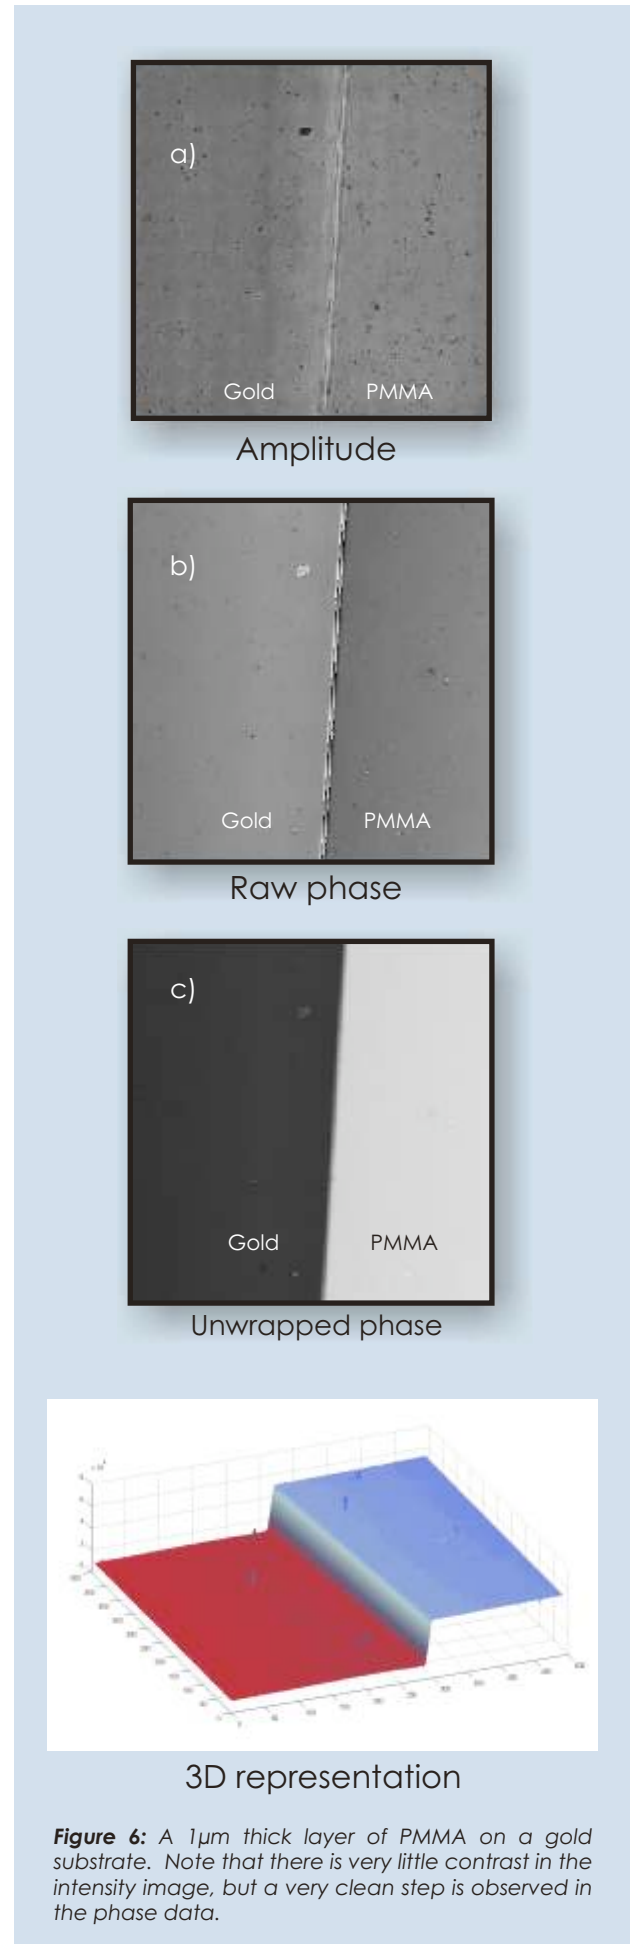 a)
Gold PMMA
Amplitude
b)
Gold PMMA
Raw phase
c)
Gold PMMA
Unwrapped phase
3D representation
Figure 6: A 1µm thick layer of PMMA on a gold
substrate. Note that there is very little contrast in the
intensity image, but a very clean step is observed in
the phase data.